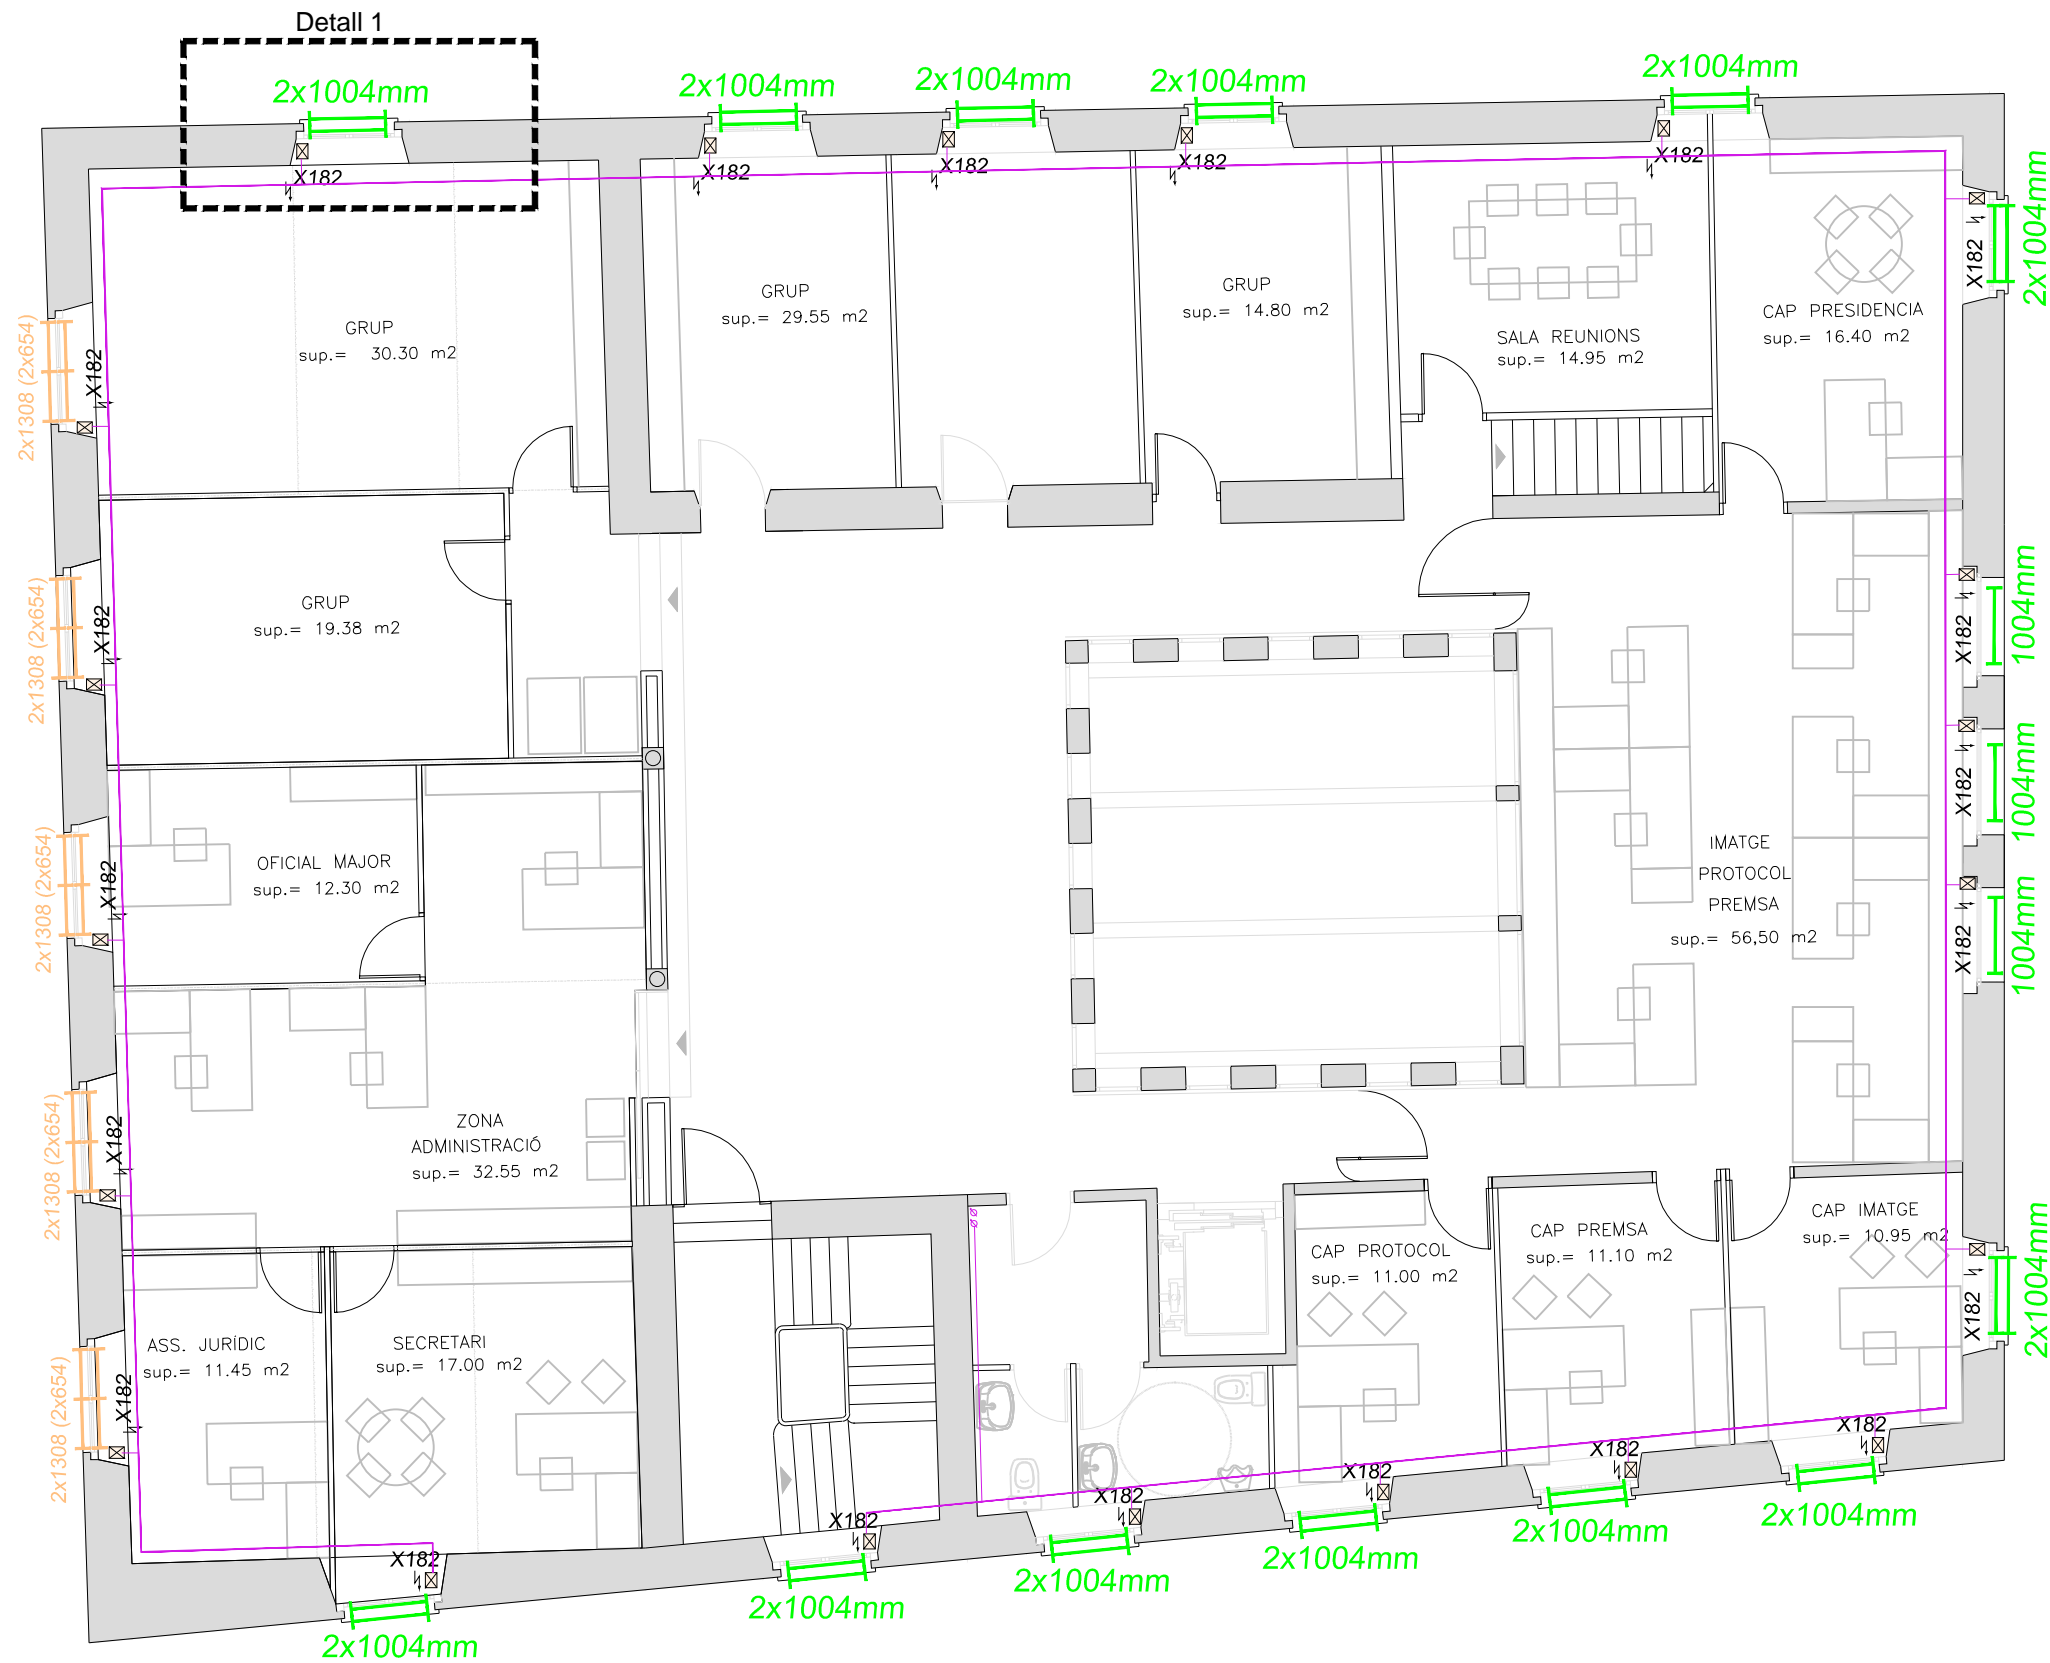 Detall 1
2x1004mm
2x1004mm
2x1004mm
2x1004mm
2x1004mm
X182
X182
X182
X182
X182
2x1004mm
X182
GRUP
sup.= 30.30 m2
GRUP
sup.= 29.55 m2
GRUP
sup.= 14.80 m2
SALA REUNIONS
sup.= 14.95 m2
CAP PRESIDENCIA
sup.= 16.40 m2
2x1308 (2x654)
X182
GRUP
sup.= 19.38 m2
2x1308 (2x654)
X182
1004mm
X182
1004mm
X182
1004mm
X182
OFICIAL MAJOR
sup.= 12.30 m2
2x1308 (2x654)
X182
IMATGE
PROTOCOL
PREMSA
sup.= 56,50 m2
ZONA
ADMINISTRACIÓ
sup.= 32.55 m2
2x1308 (2x654)
X182
CAP PROTOCOL
sup.= 11.00 m2
CAP PREMSA
sup.= 11.10 m2
CAP IMATGE
sup.= 10.95 m2
2x1004mm
X182
ASS. JURÍDIC
sup.= 11.45 m2
SECRETARI
sup.= 17.00 m2
2x1308 (2x654)
X182
X182
X182
X182
X182
X182
X182
2x1004mm
2x1004mm
2x1004mm
2x1004mm
2x1004mm
2x1004mm